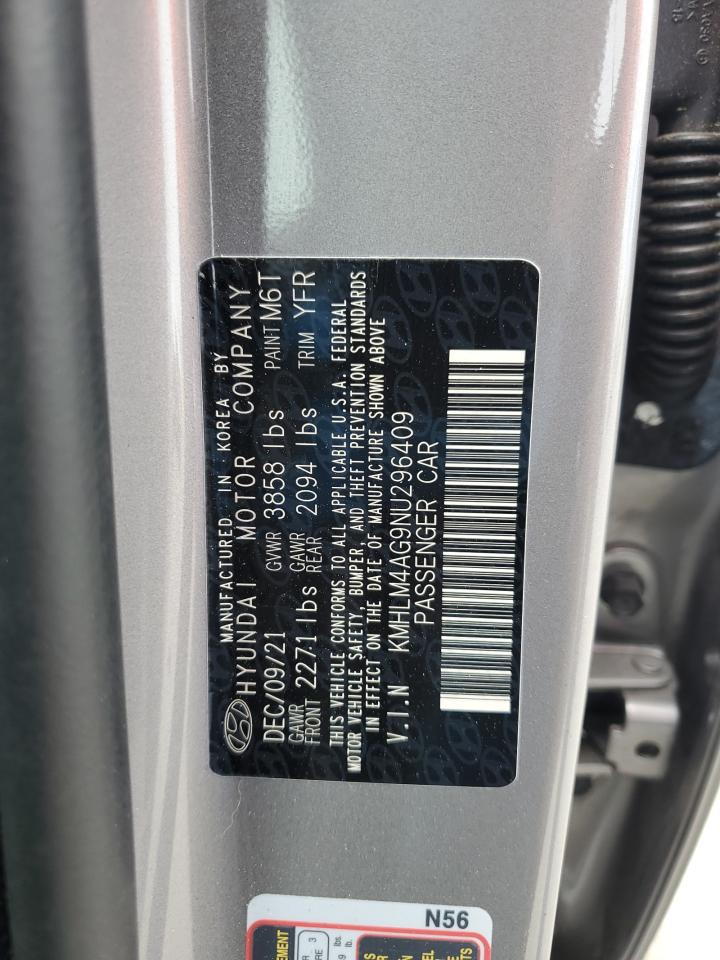 MANUFACTURED IN KOREA BY
HYUNDAI MOTOR COMPANY
DEC/09/21 GVWR 3858 lbs PAINT M6T
GAWR FRONT 2271 lbs GAWR REAR 2094 lbs TRIM YFR
THIS VEHICLE CONFORMS TO ALL APPLICABLE U.S.A. FEDERAL
MOTOR VEHICLE SAFETY, BUMPER, AND THEFT PREVENTION STANDARDS
IN EFFECT ON THE DATE OF MANUFACTURE SHOWN ABOVE
V.I.N KMHLM4AG9NU296409
PASSENGER CAR
N56